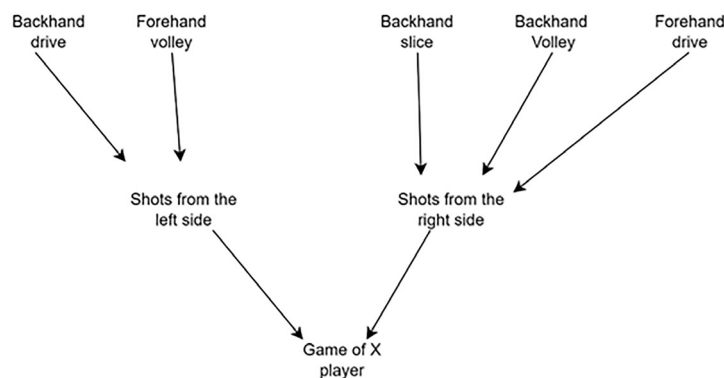 Backhand
drive
Forehand
volley
Backhand
slice
Backhand
Volley
Forehand
drive
Shots from the
left side
Shots from the
right side
Game of X
player